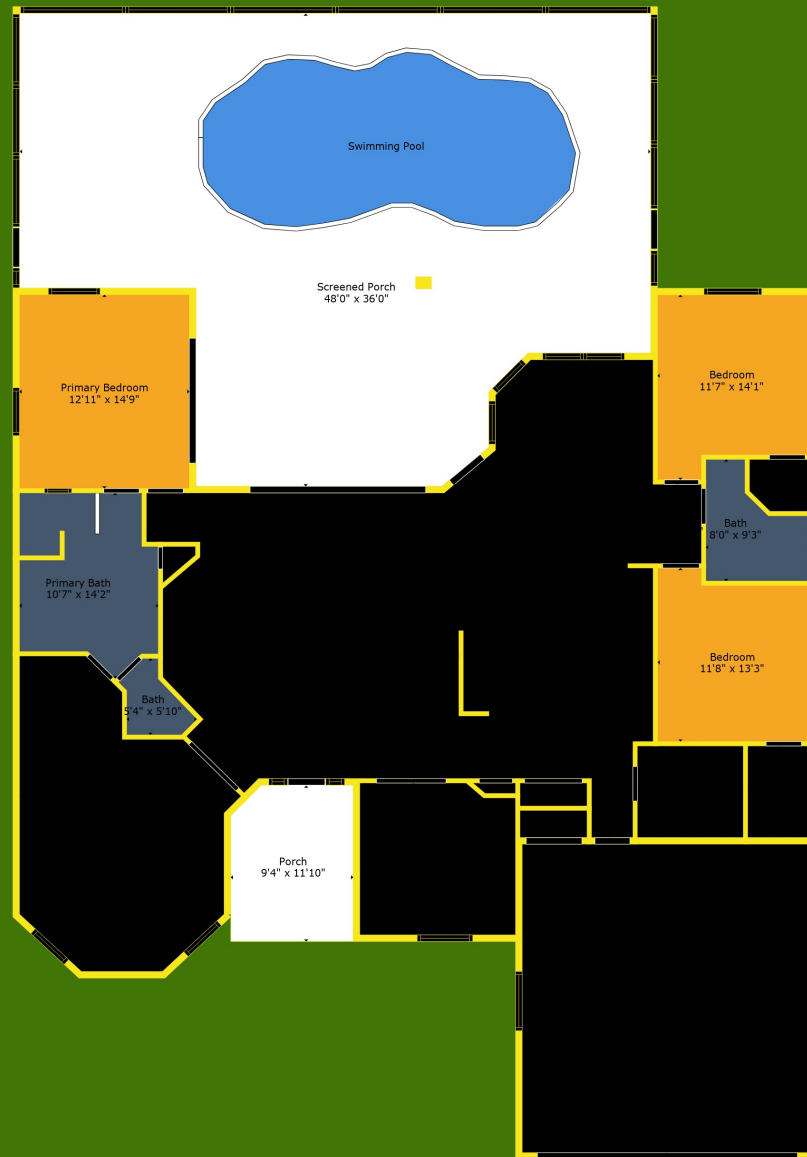 Swimming Pool
Screened Porch
48'0" x 36'0"
Primary Bedroom
12'11" x 14'9"
Bedroom
11'7" x 14'1"
Bath
8'0" x 9'3"
Primary Bath
10'7" x 14'2"
Bedroom
11'8" x 13'3"
Bath
5'4" x 5'10"
Porch
9'4" x 11'10"